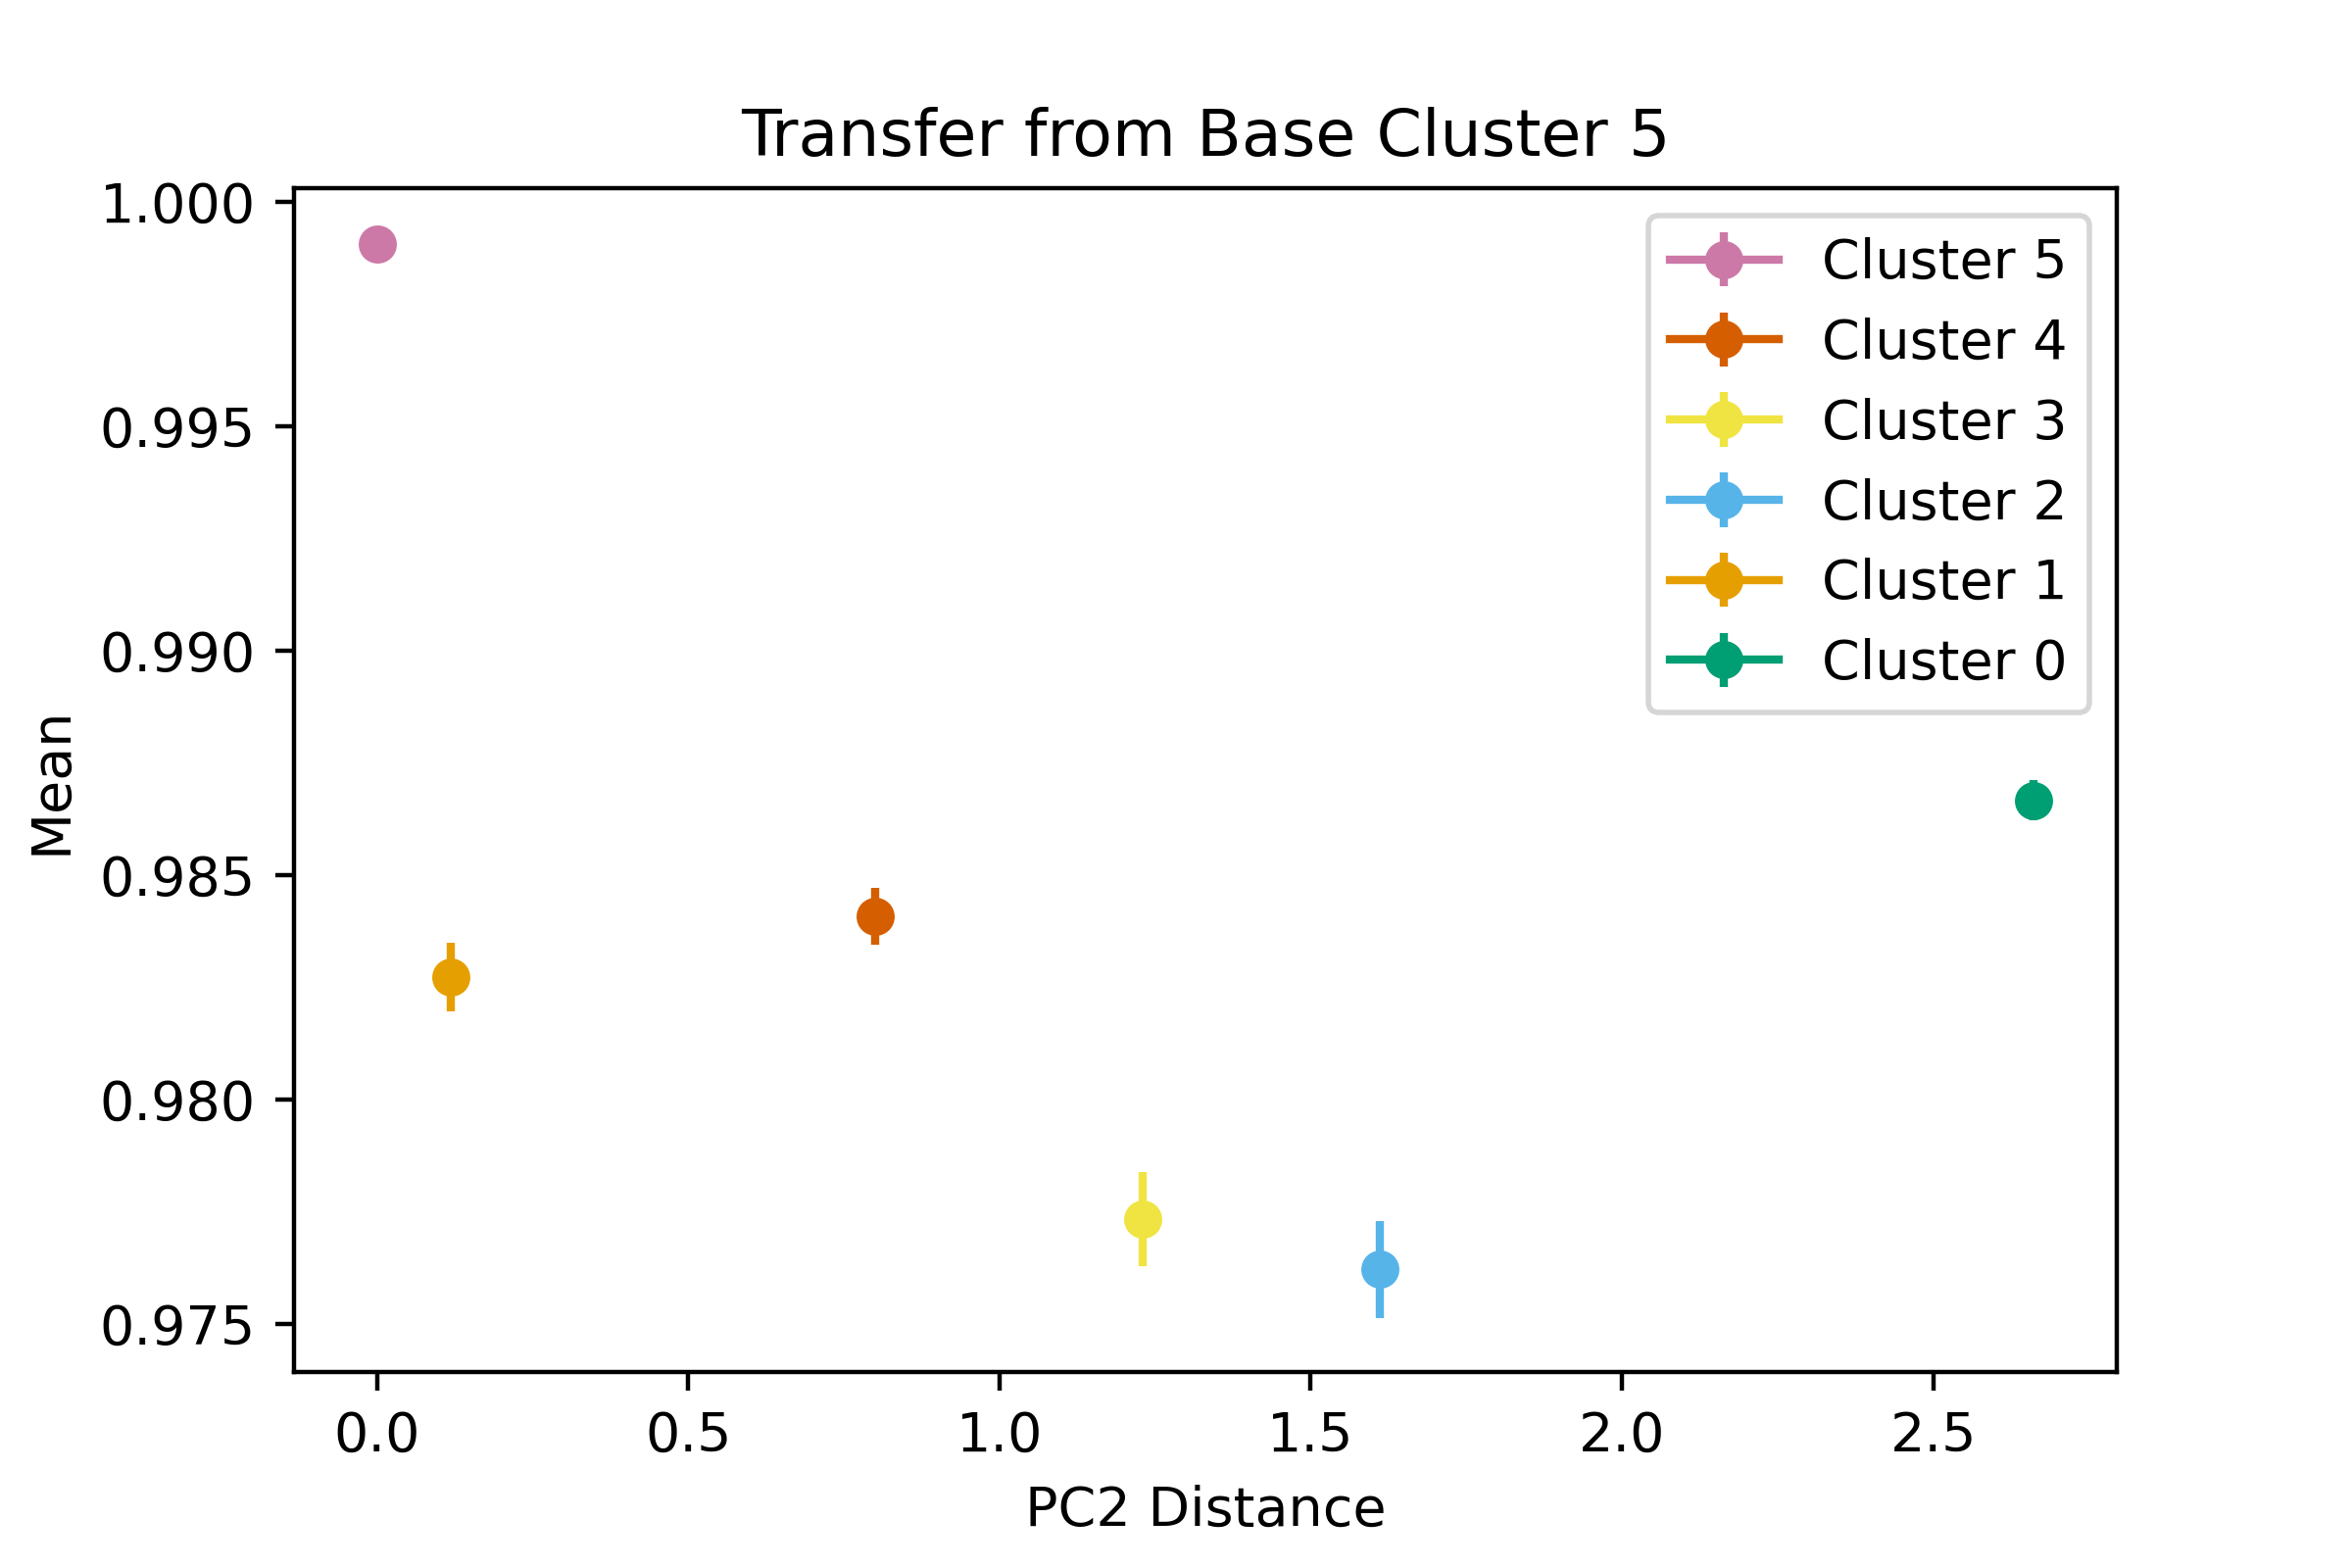 Transfer from Base Cluster 5
1.000
0.995
0.990
0.985
0.980
0.975
Mean
Cluster 5
Cluster 4
Cluster 3
Cluster 2
Cluster 1
Cluster 0
0.0 0.5 1.0 1.5 2.0 2.5
PC2 Distance